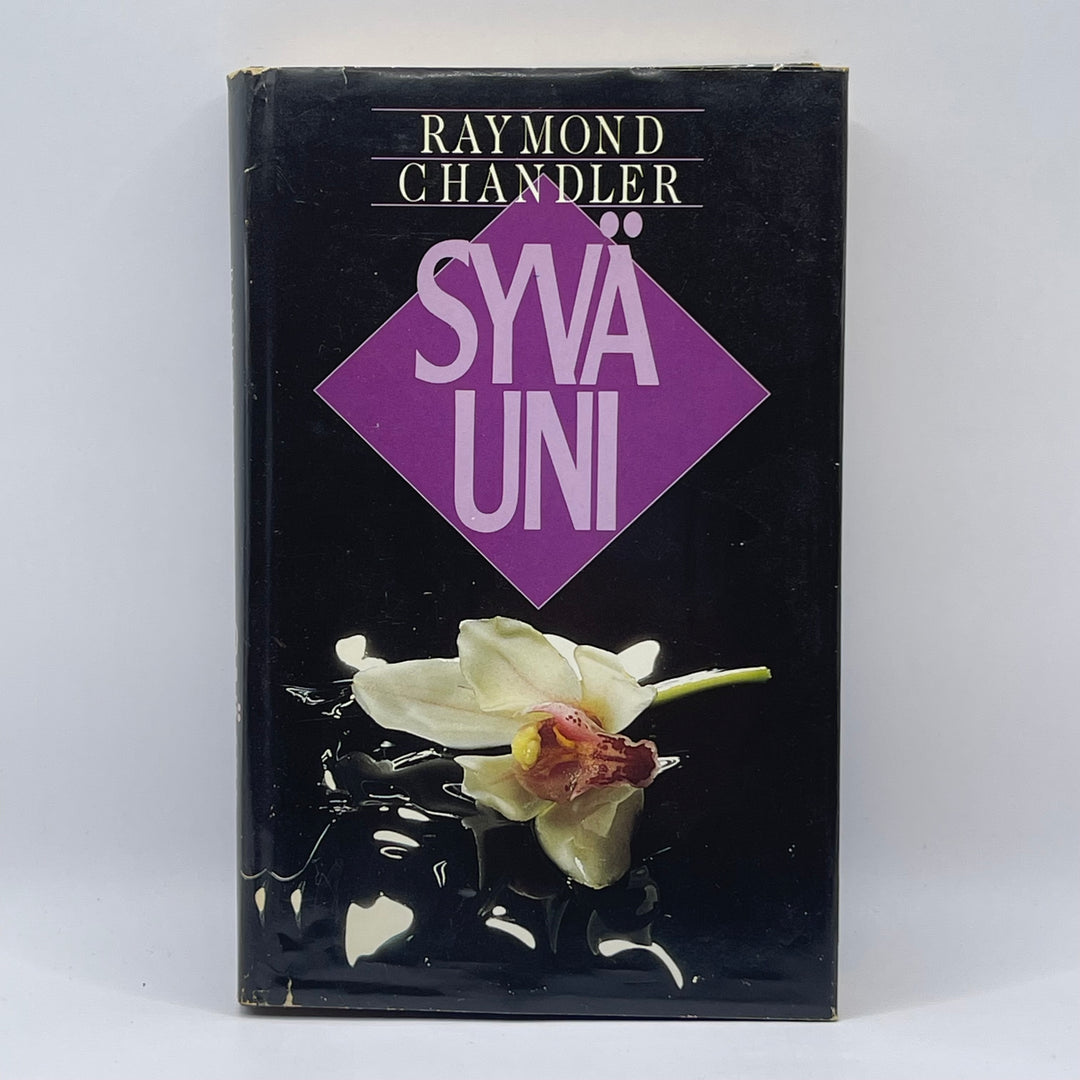 RAYMOND
CHANDLER
SYVÄ
UNI